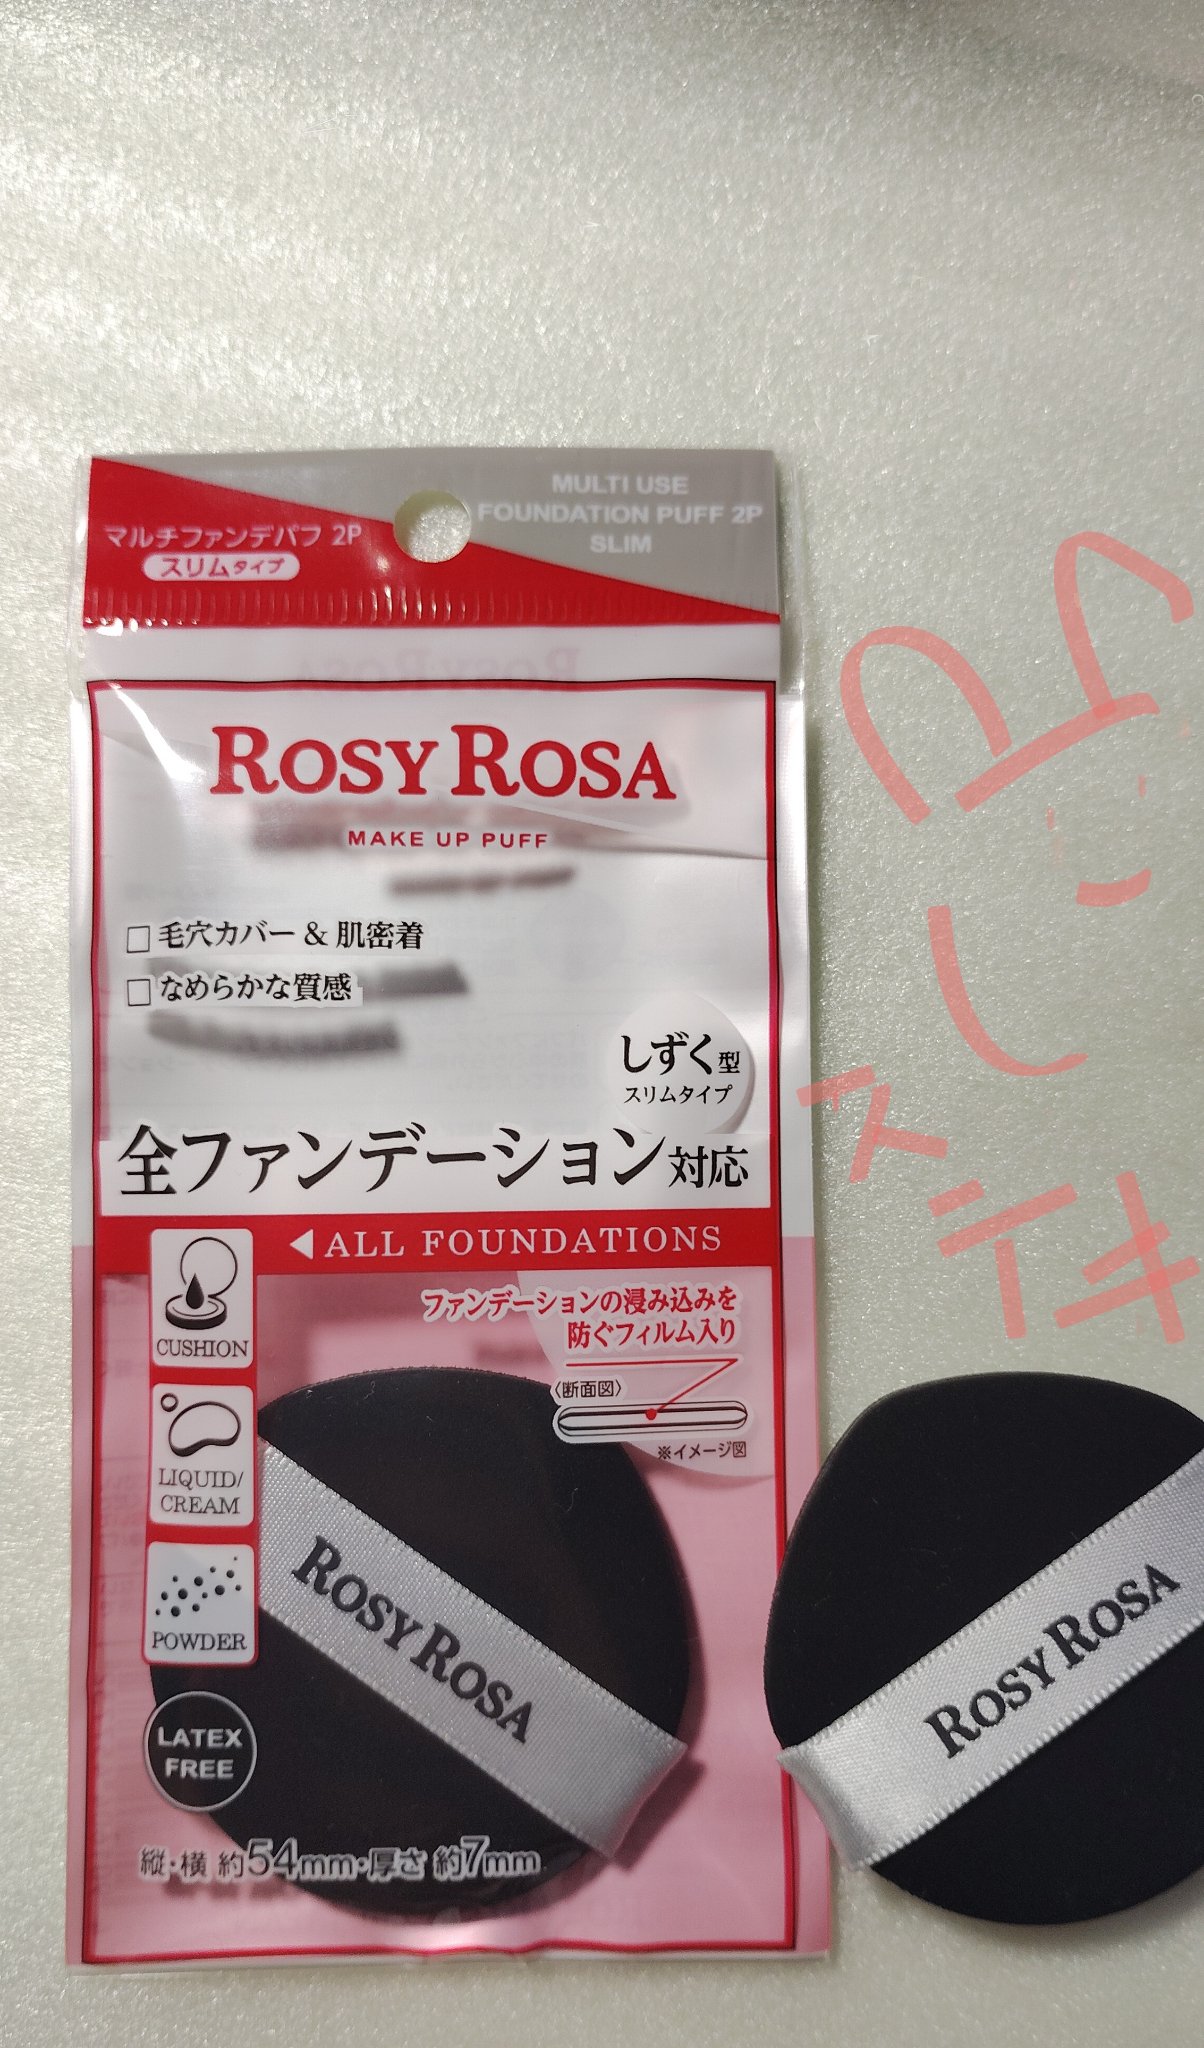 マルチファンデパフ 2P
スリムタイプ
MULTI USE
FOUNDATION PUFF 2P
SLIM
ROSY ROSA
MAKE UP PUFF
□毛穴カバー & 肌密着
□なめらかな質感
しずく型
スリムタイプ
全ファンデーション対応
ALL FOUNDATIONS
CUSHION
LIQUID/
CREAM
POWDER
LATEX
FREE
ファンデーションの浸み込みを
防ぐフィルム入り
〈断面図〉
※イメージ図
ROSY ROSA
縦・横 約54mm・厚さ 約7mm
ROSY ROSA
ステキ